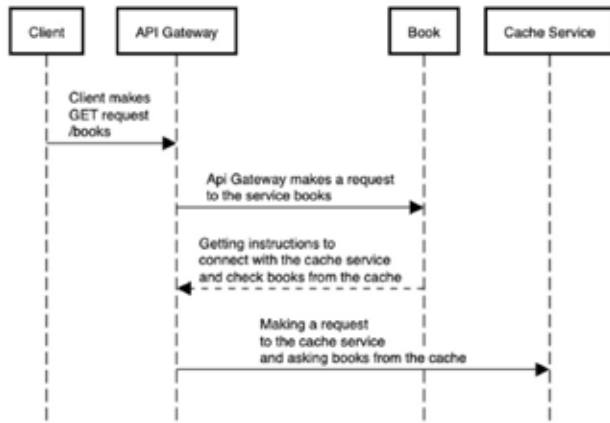 Client
API Gateway
Book
Cache Service
Client makes
GET request
/books
Api Gateway makes a request
to the service books
Getting instructions to
connect with the cache service
and check books from the cache
Making a request
to the cache service
and asking books from the cache